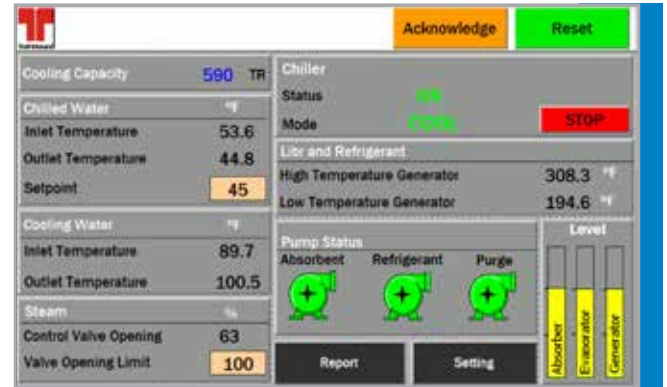 Acknowledge
Reset
Cooling Capacity 590 TR
Chilled Water °F
Inlet Temperature 53.6
Outlet Temperature 44.8
Setpoint 45
Cooling Water °F
Inlet Temperature 89.7
Outlet Temperature 100.5
Steam %
Control Valve Opening 63
Valve Opening Limit 100
Chiller
Status ON
Mode COOL
STOP
Libr and Refrigerant
High Temperature Generator 308.3 °F
Low Temperature Generator 194.6 °F
Pump Status
Absorbent Refrigerant Purge
Level
Absorber
Evaporator
Generator
Report
Setting